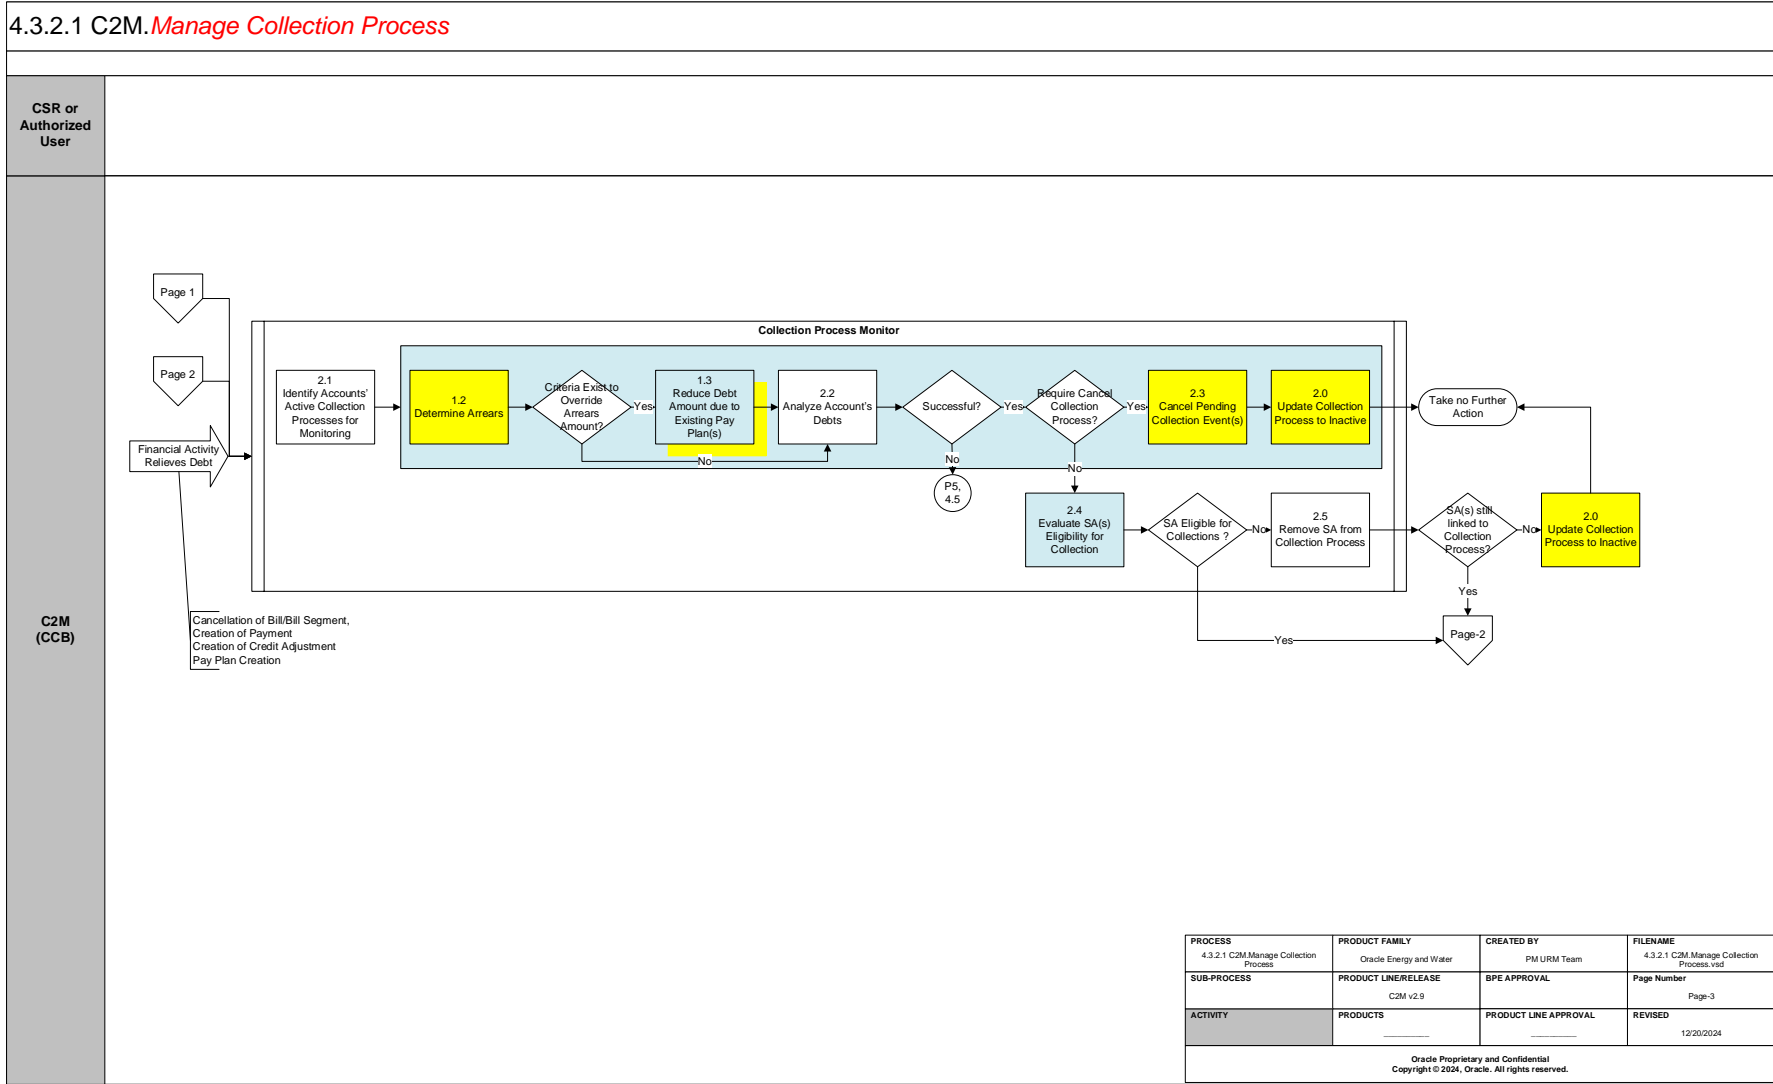 4.3.2.1 C2M.Manage Collection Process
CSR or
Authorized
User
C2M
(CCB)
Page 1
Page 2
Financial Activity
Relieves Debt
Cancellation of Bill/Bill Segment,
Creation of Payment
Creation of Credit Adjustment
Pay Plan Creation
Collection Process Monitor
2.1
Identify Accounts'
Active Collection
Processes for
Monitoring
1.2
Determine Arrears
Criteria Exist to
Override
Arrears
Amount?
Yes
No
1.3
Reduce Debt
Amount due to
Existing Pay
Plan(s)
2.2
Analyze Account's
Debts
Successful?
Yes
No
P5,
4.5
Require Cancel
Collection
Process?
Yes
No
2.3
Cancel Pending
Collection Event(s)
2.0
Update Collection
Process to Inactive
Take no Further
Action
2.4
Evaluate SA(s)
Eligibility for
Collection
SA Eligible for
Collections ?
No
Yes
2.5
Remove SA from
Collection Process
SA(s) still
linked to
Collection
Process?
No
Yes
2.0
Update Collection
Process to Inactive
Page-2
PROCESS
4.3.2.1 C2M.Manage Collection
Process
PRODUCT FAMILY
Oracle Energy and Water
CREATED BY
PM URM Team
FILENAME
4.3.2.1 C2M.Manage Collection
Process.vsd
SUB-PROCESS
PRODUCT LINE/RELEASE
C2M v2.9
BPE APPROVAL
Page Number
Page-3
ACTIVITY
PRODUCTS
PRODUCT LINE APPROVAL
REVISED
12/20/2024
Oracle Proprietary and Confidential
Copyright © 2024, Oracle. All rights reserved.